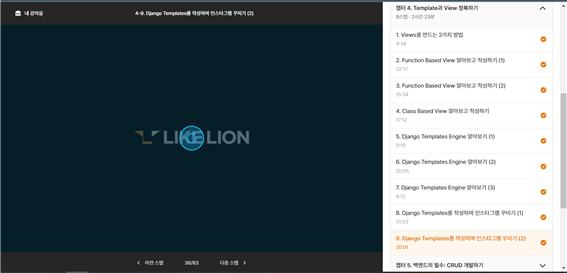 내 강의실
4-9. Django Templates를 작성하여 인스타그램 꾸미기 (2)
LIKELION
이전 스텝
36/83
다음 스텝
챕터 4. Template과 View 정복하기
9스텝 · 2시간 23분
1. Views를 만드는 2가지 방법
9:34
2. Function Based View 알아보고 작성하기 (1)
22:17
3. Function Based View 알아보고 작성하기 (2)
15:34
4. Class Based View 알아보고 작성하기
17:12
5. Django Templates Engine 알아보기 (1)
9:10
6. Django Templates Engine 알아보기 (2)
20:05
7. Django Templates Engine 알아보기 (3)
6:12
8. Django Templates를 작성하여 인스타그램 꾸미기 (1)
21:53
9. Django Templates를 작성하여 인스타그램 꾸미기 (2)
20:01
챕터 5. 백엔드의 필수: CRUD 개발하기